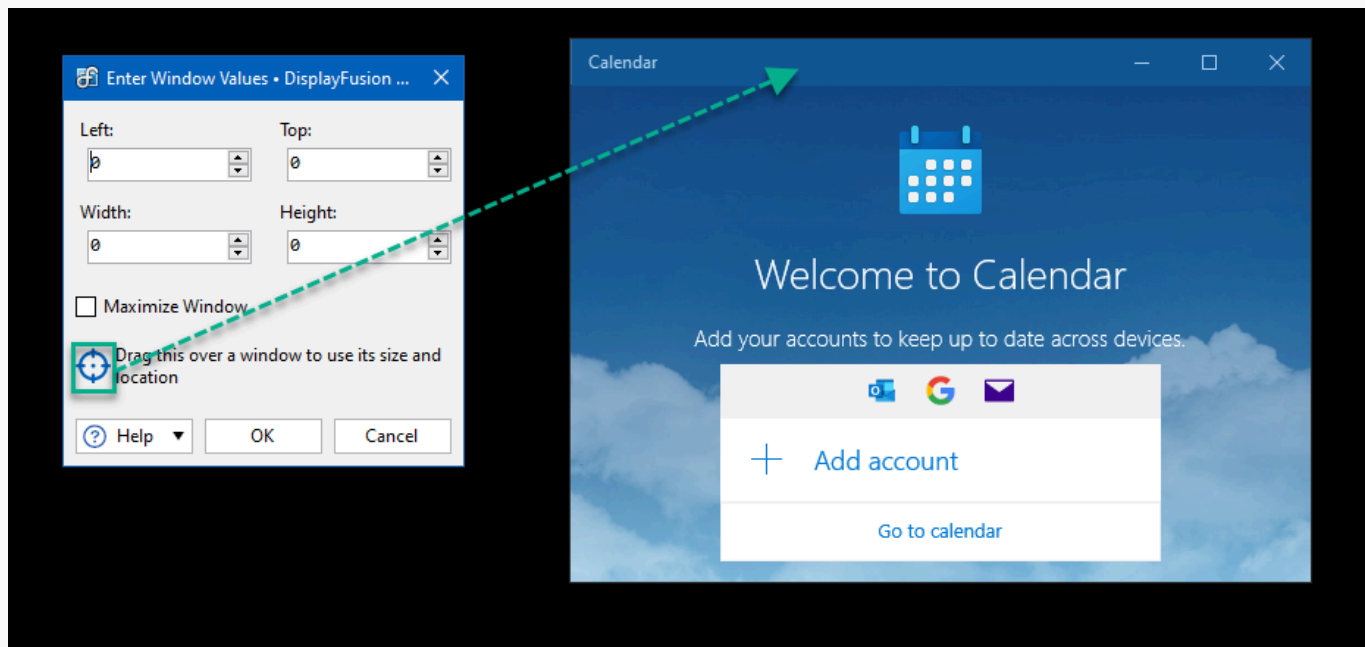 Enter Window Values • DisplayFusion ...
Left:
Top:
0
0
Width:
Height:
0
0
Maximize Window
Drag this over a window to use its size and
location
Help
OK
Cancel
Calendar
Welcome to Calendar
Add your accounts to keep up to date across devices.
Add account
Go to calendar